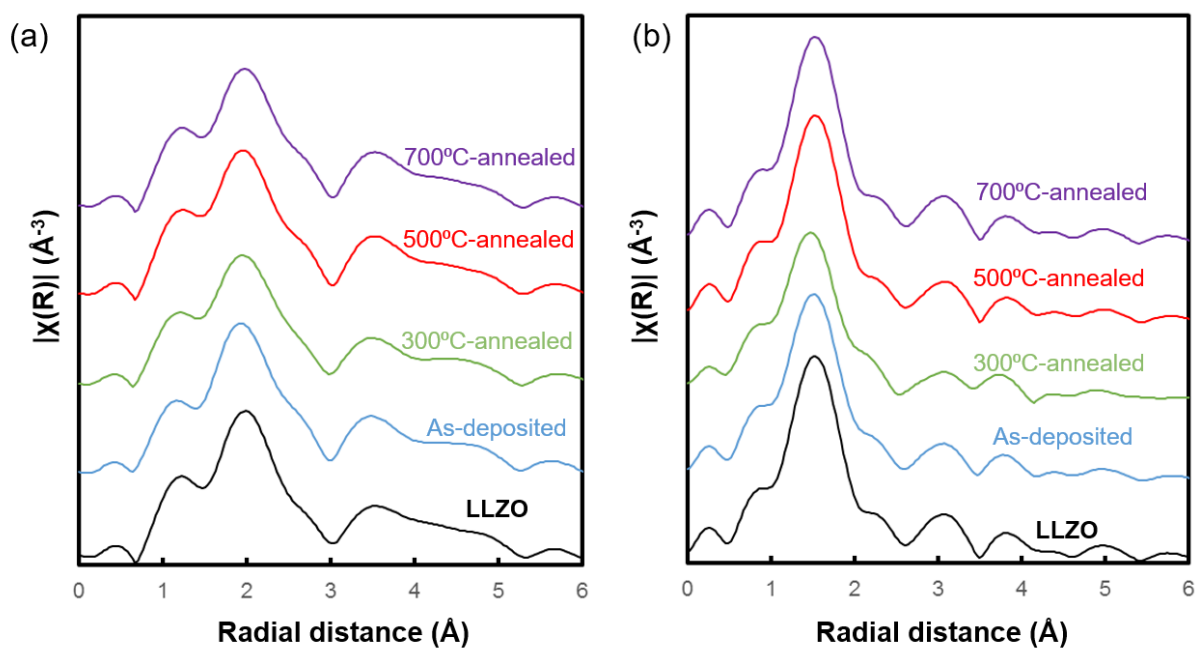 (a)
700ºC-annealed
500ºC-annealed
300ºC-annealed
As-deposited
LLZO
|χ(R)| (Å-3)
0 1 2 3 4 5 6
Radial distance (Å)
(b)
700ºC-annealed
500ºC-annealed
300ºC-annealed
As-deposited
LLZO
|χ(R)| (Å-3)
0 1 2 3 4 5 6
Radial distance (Å)